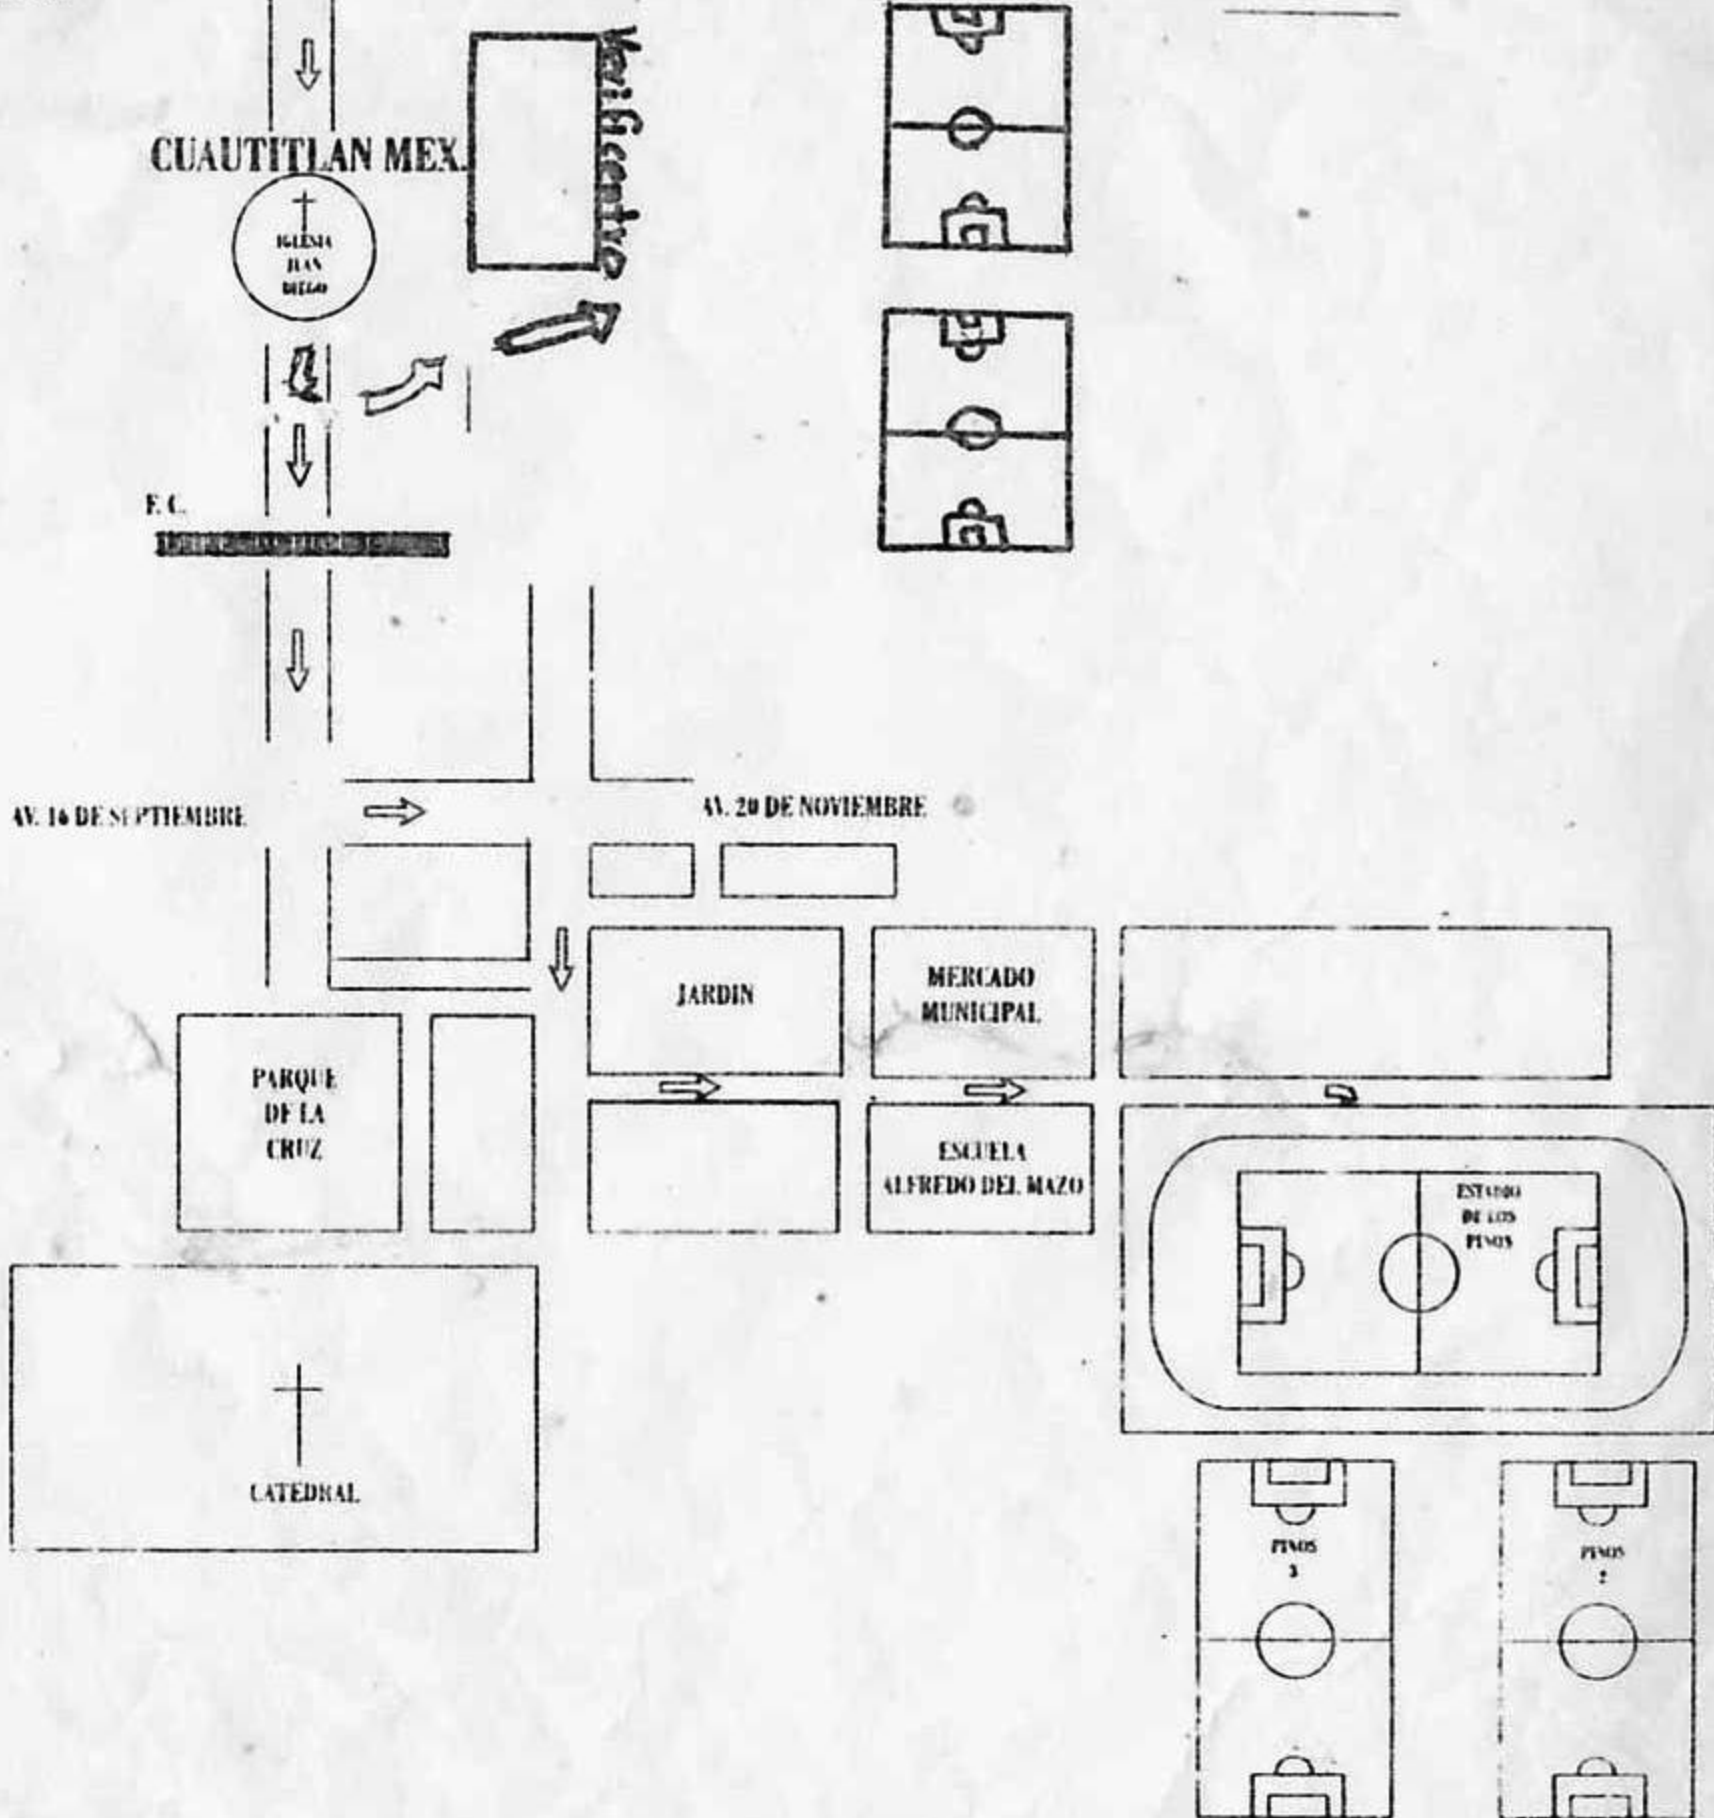 CUAUTITLAN MEX.
Verificentro
IGLESIA
JUAN
DIEGO
F. C.
AV. 16 DE SEPTIEMBRE
AV. 20 DE NOVIEMBRE
JARDIN
MERCADO
MUNICIPAL
PARQUE
DE LA
CRUZ
ESCUELA
ALFREDO DEL MAZO
ESTADIO
DE LOS
PINOS
CATEDRAL
PINOS
3
PINOS
2